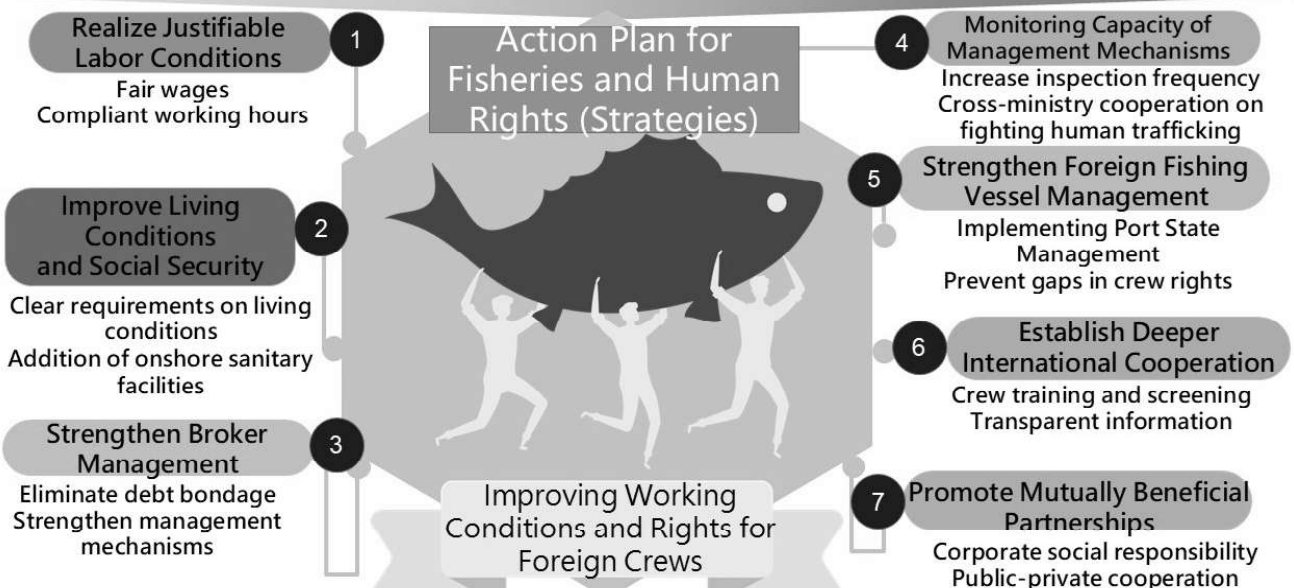 Action Plan for
Fisheries and Human
Rights (Strategies)
1
Realize Justifiable
Labor Conditions
Fair wages
Compliant working hours
2
Improve Living
Conditions
and Social Security
Clear requirements on living
conditions
Addition of onshore sanitary
facilities
3
Strengthen Broker
Management
Eliminate debt bondage
Strengthen management
mechanisms
4
Monitoring Capacity of
Management Mechanisms
Increase inspection frequency
Cross-ministry cooperation on
fighting human trafficking
5
Strengthen Foreign Fishing
Vessel Management
Implementing Port State
Management
Prevent gaps in crew rights
6
Establish Deeper
International Cooperation
Crew training and screening
Transparent information
7
Promote Mutually Beneficial
Partnerships
Corporate social responsibility
Public-private cooperation
Improving Working
Conditions and Rights for
Foreign Crews